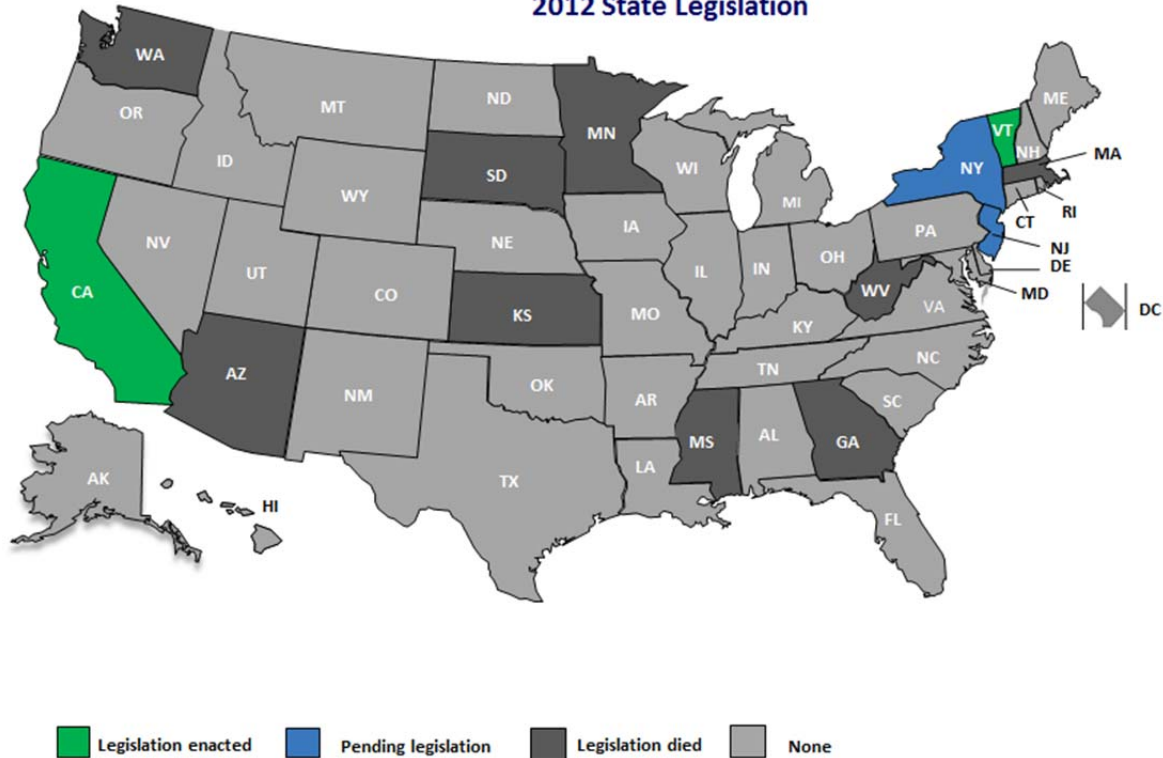 2012 State Legislation
WA
OR
MT
ID
ND
MN
SD
WY
NV
UT
CA
CO
NE
KS
AZ
NM
OK
TX
IA
MO
AR
LA
WI
MI
IL
IN
OH
KY
TN
MS
AL
GA
FL
SC
NC
VA
WV
PA
NY
VT
NH
ME
MA
RI
CT
NJ
DE
MD
DC
AK
HI
Legislation enacted
Pending legislation
Legislation died
None